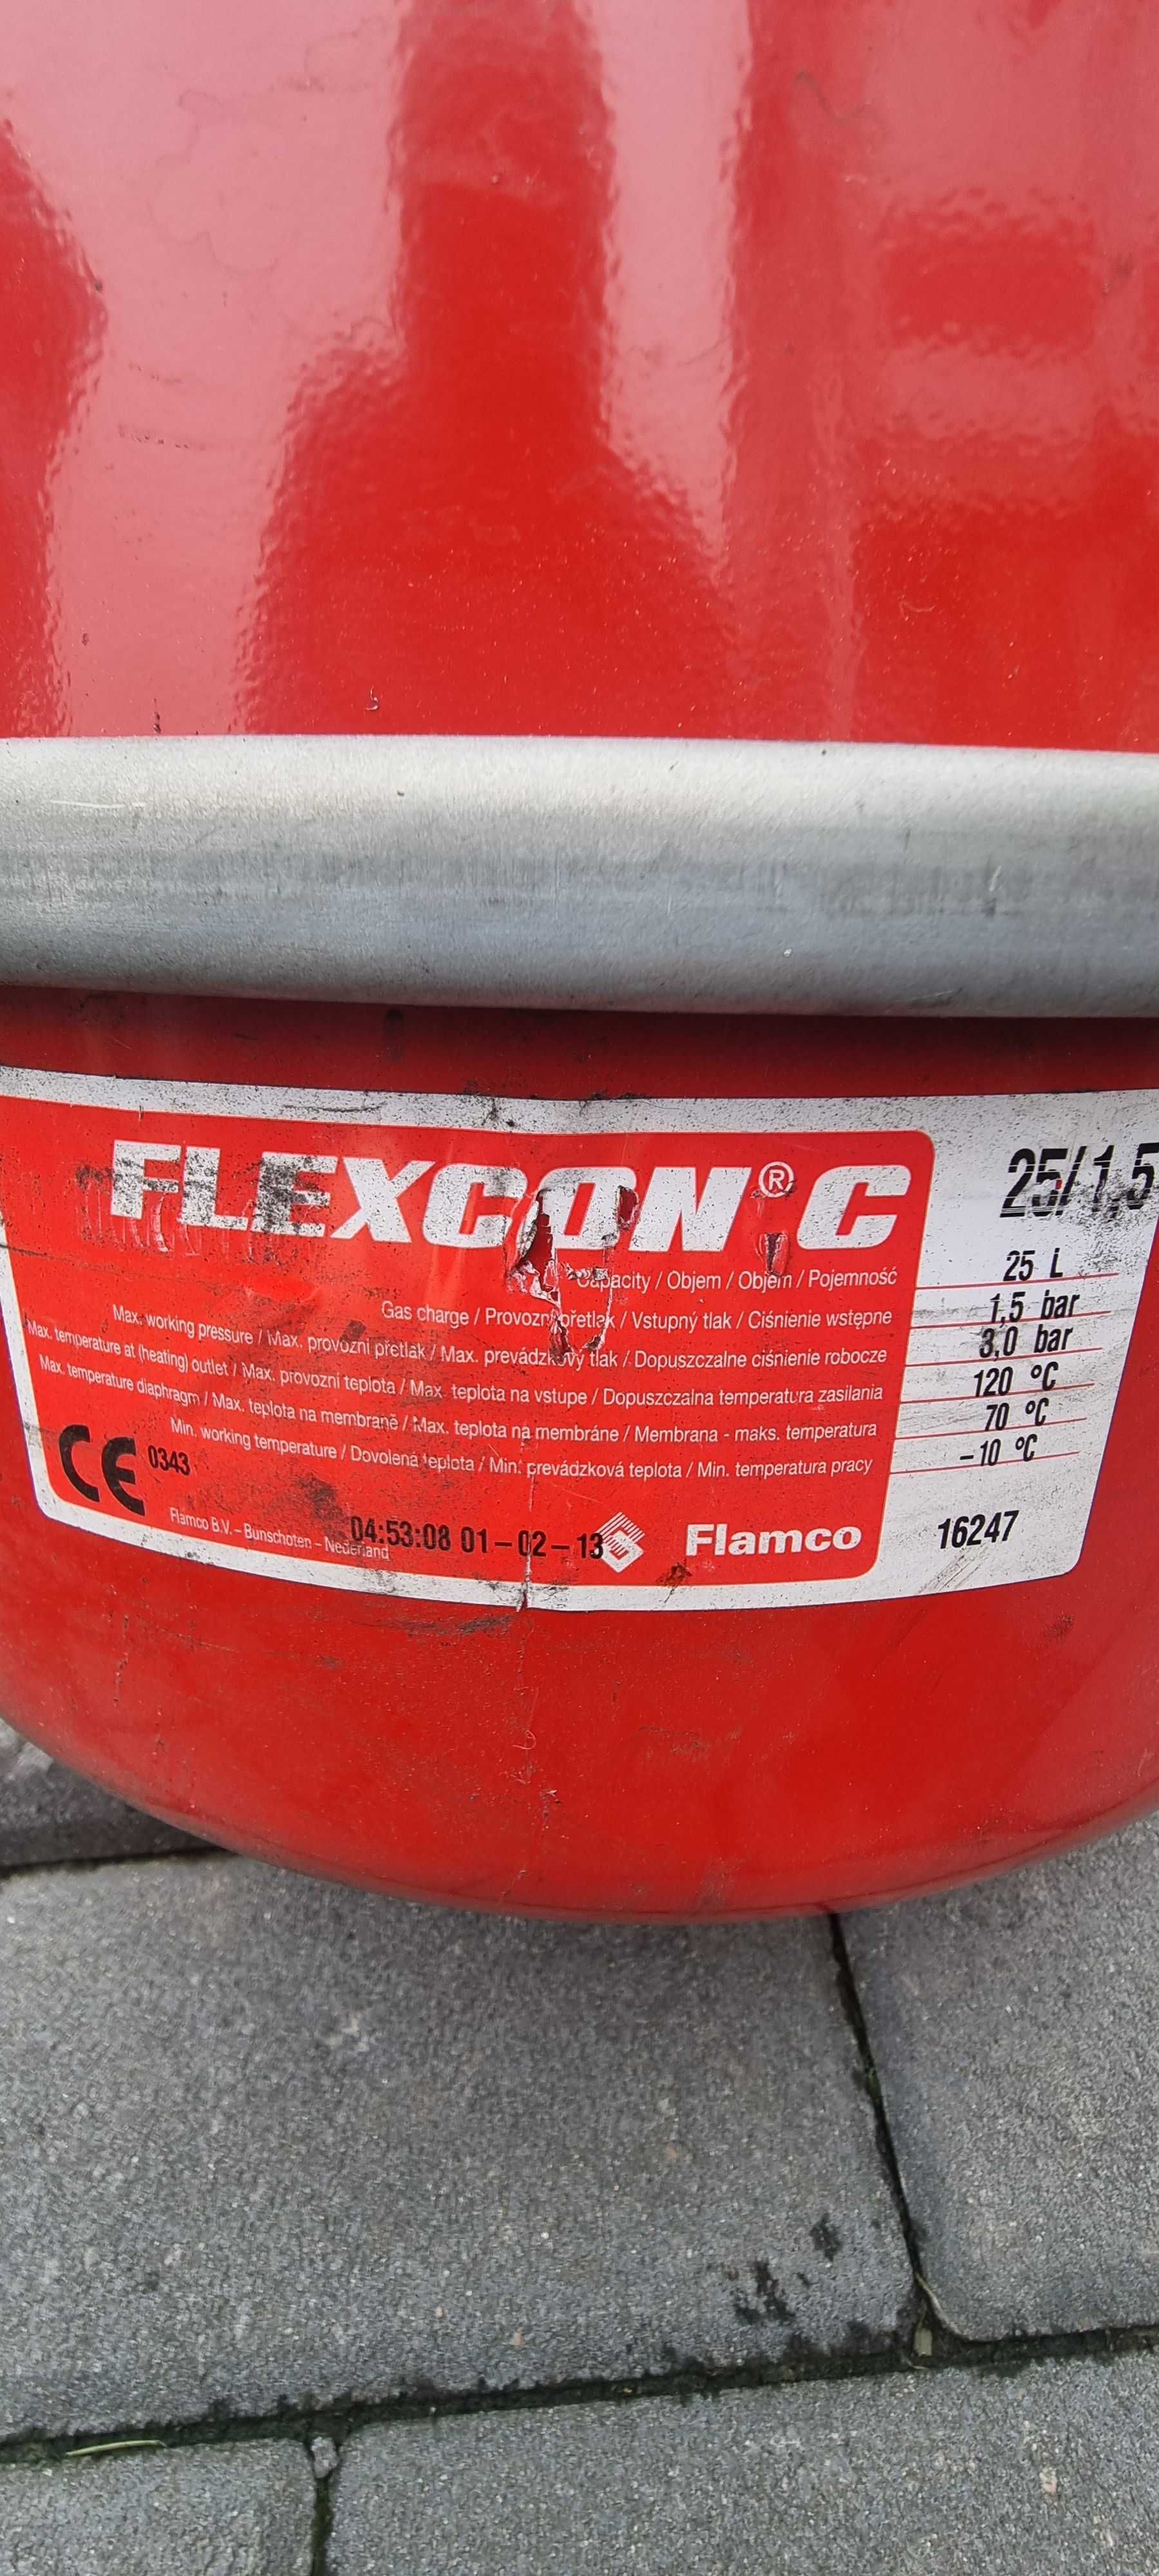 FLEXCON® C 25/1,5
Capacity / Objem / Objem / Pojemność 25 L
Gas charge / Provozní přetlak / Vstupný tlak / Ciśnienie wstępne 1,5 bar
Max. working pressure / Max. provozní přetlak / Max. prevádzkový tlak / Dopuszczalne ciśnienie robocze 3,0 bar
Max. temperature at (heating) outlet / Max. provozni teplota / Max. teplota na vstupe / Dopuszczalna temperatura zasilania 120 °C
Max. temperature diaphragm / Max. teplota na membraně / Max. teplota na membráne / Membrana - maks. temperatura 70 °C
Min. working temperature / Dovolená teplota / Min. prevádzková teplota / Min. temperatura pracy –10 °C
CE 0343
Flamco B.V. – Bunschoten – Nederland
04:53:08 01–02–13
Flamco 16247